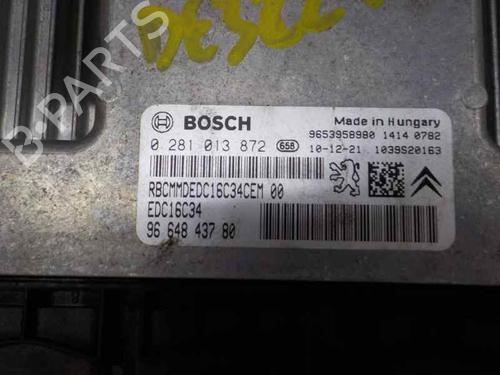 BOSCH
Made in Hungary
9653958980 1414 0782
0 281 013 872 658
10-12-21 1039S20163
RBCMMDEDC16C34CEM 00
EDC16C34
96 648 437 80